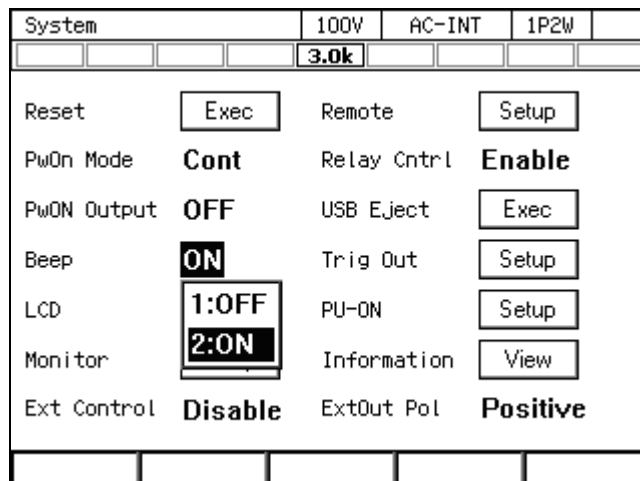 System 100V AC-INT 1P2W
3.0k
Reset Exec Remote Setup
PwOn Mode Cont Relay Cntrl Enable
PwON Output OFF USB Eject Exec
Beep ON Trig Out Setup
LCD 1:OFF PU-ON Setup
Monitor 2:ON Information View
Ext Control Disable ExtOut Pol Positive